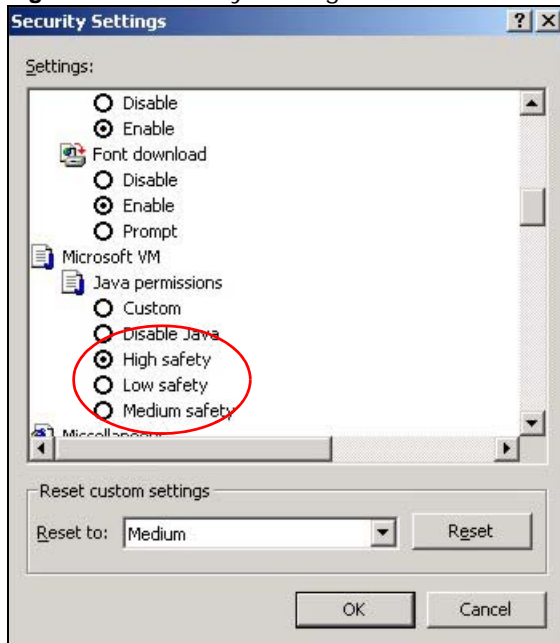 Security Settings
Settings:
Disable
Enable
Font download
Disable
Enable
Prompt
Microsoft VM
Java permissions
Custom
Disable Java
High safety
Low safety
Medium safety
Miscellaneous
Reset custom settings
Reset to: Medium Reset
OK Cancel